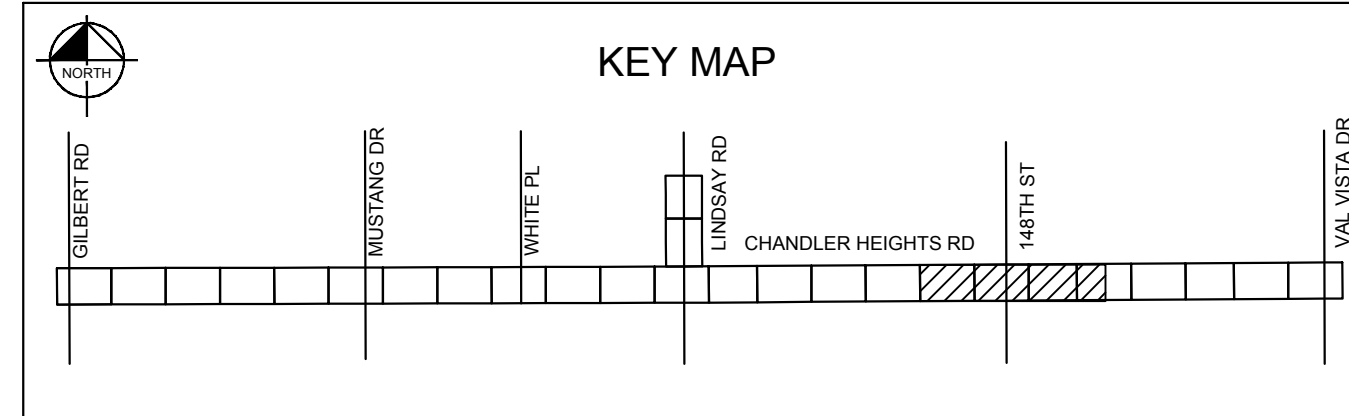 KEY MAP
NORTH
GILBERT RD
MUSTANG DR
WHITE PL
LINDSAY RD
CHANDLER HEIGHTS RD
148TH ST
VAL VISTA DR